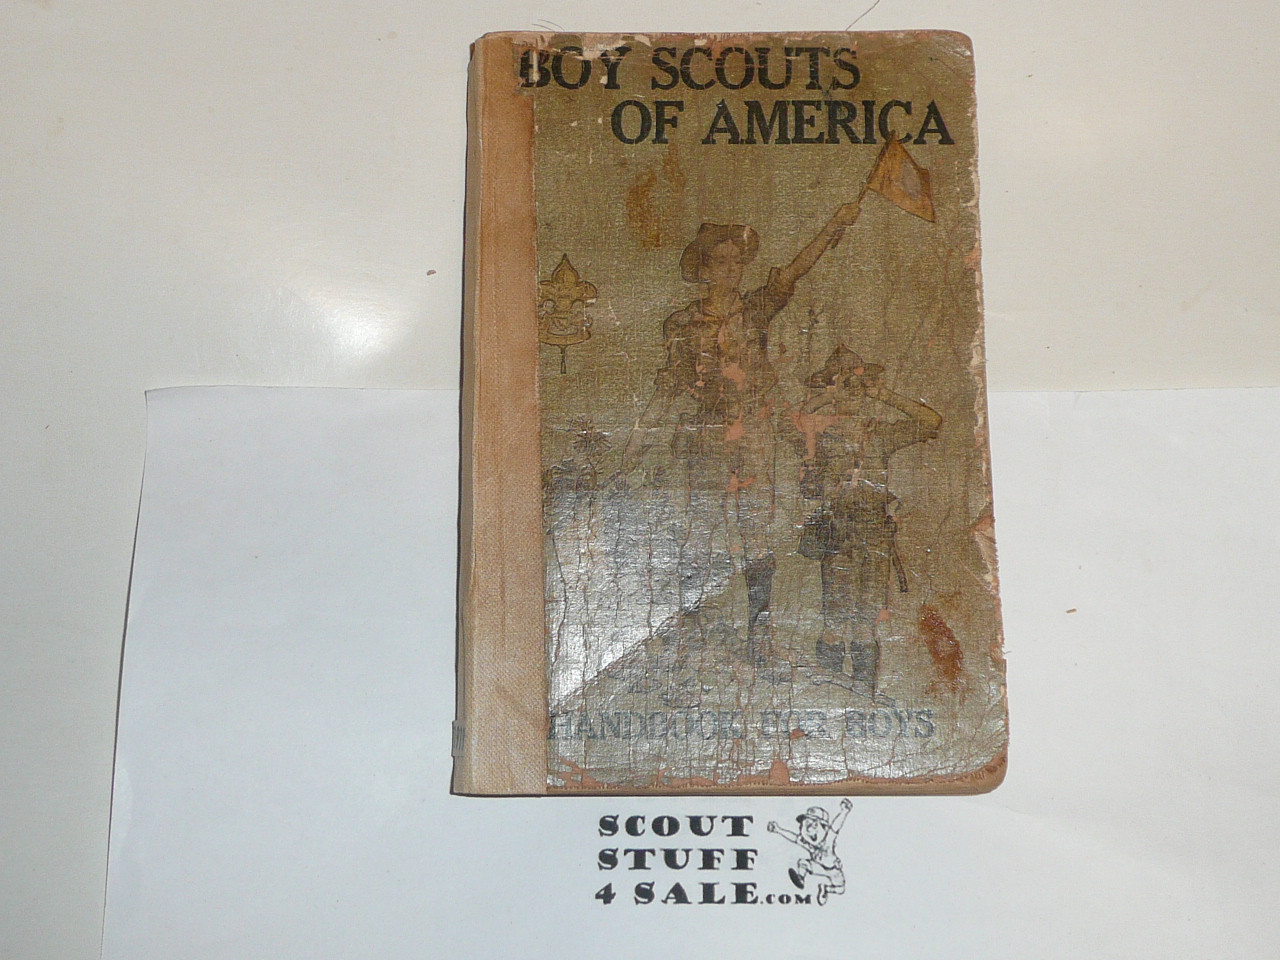 BOY SCOUTS
OF AMERICA
HANDBOOK FOR BOYS
SCOUT
STUFF
4 SALE.COM